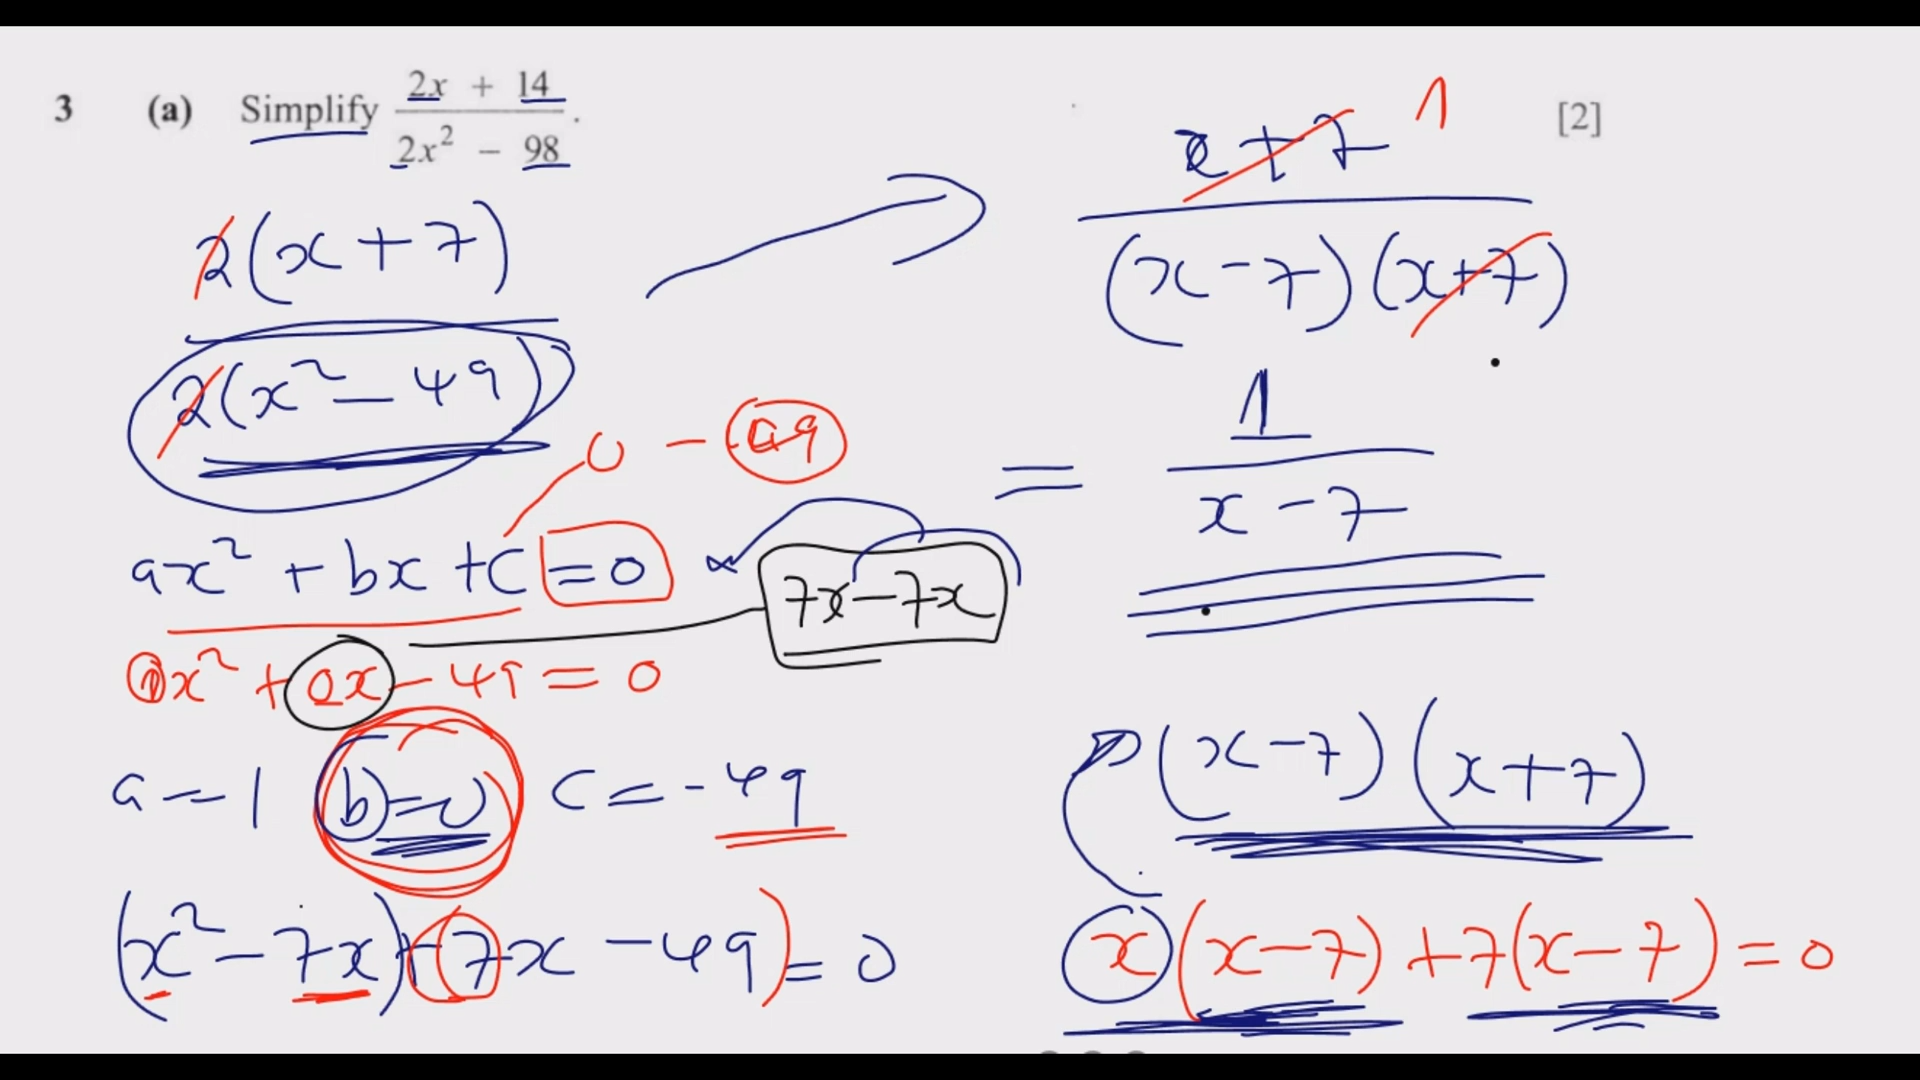 3 (a) Simplify (2x + 14)/(2x² − 98). [2]
2(x+7)
2(x²−49)
0 − 49
ax² + bx + c = 0
7x−7x
1x² + 0x − 49 = 0
a = 1 b = 0 c = -49
(x² − 7x) + (7x − 49) = 0
x+7 1
(x−7)(x+7)
= 1
x−7
(x−7)(x+7)
x(x−7) + 7(x−7) = 0